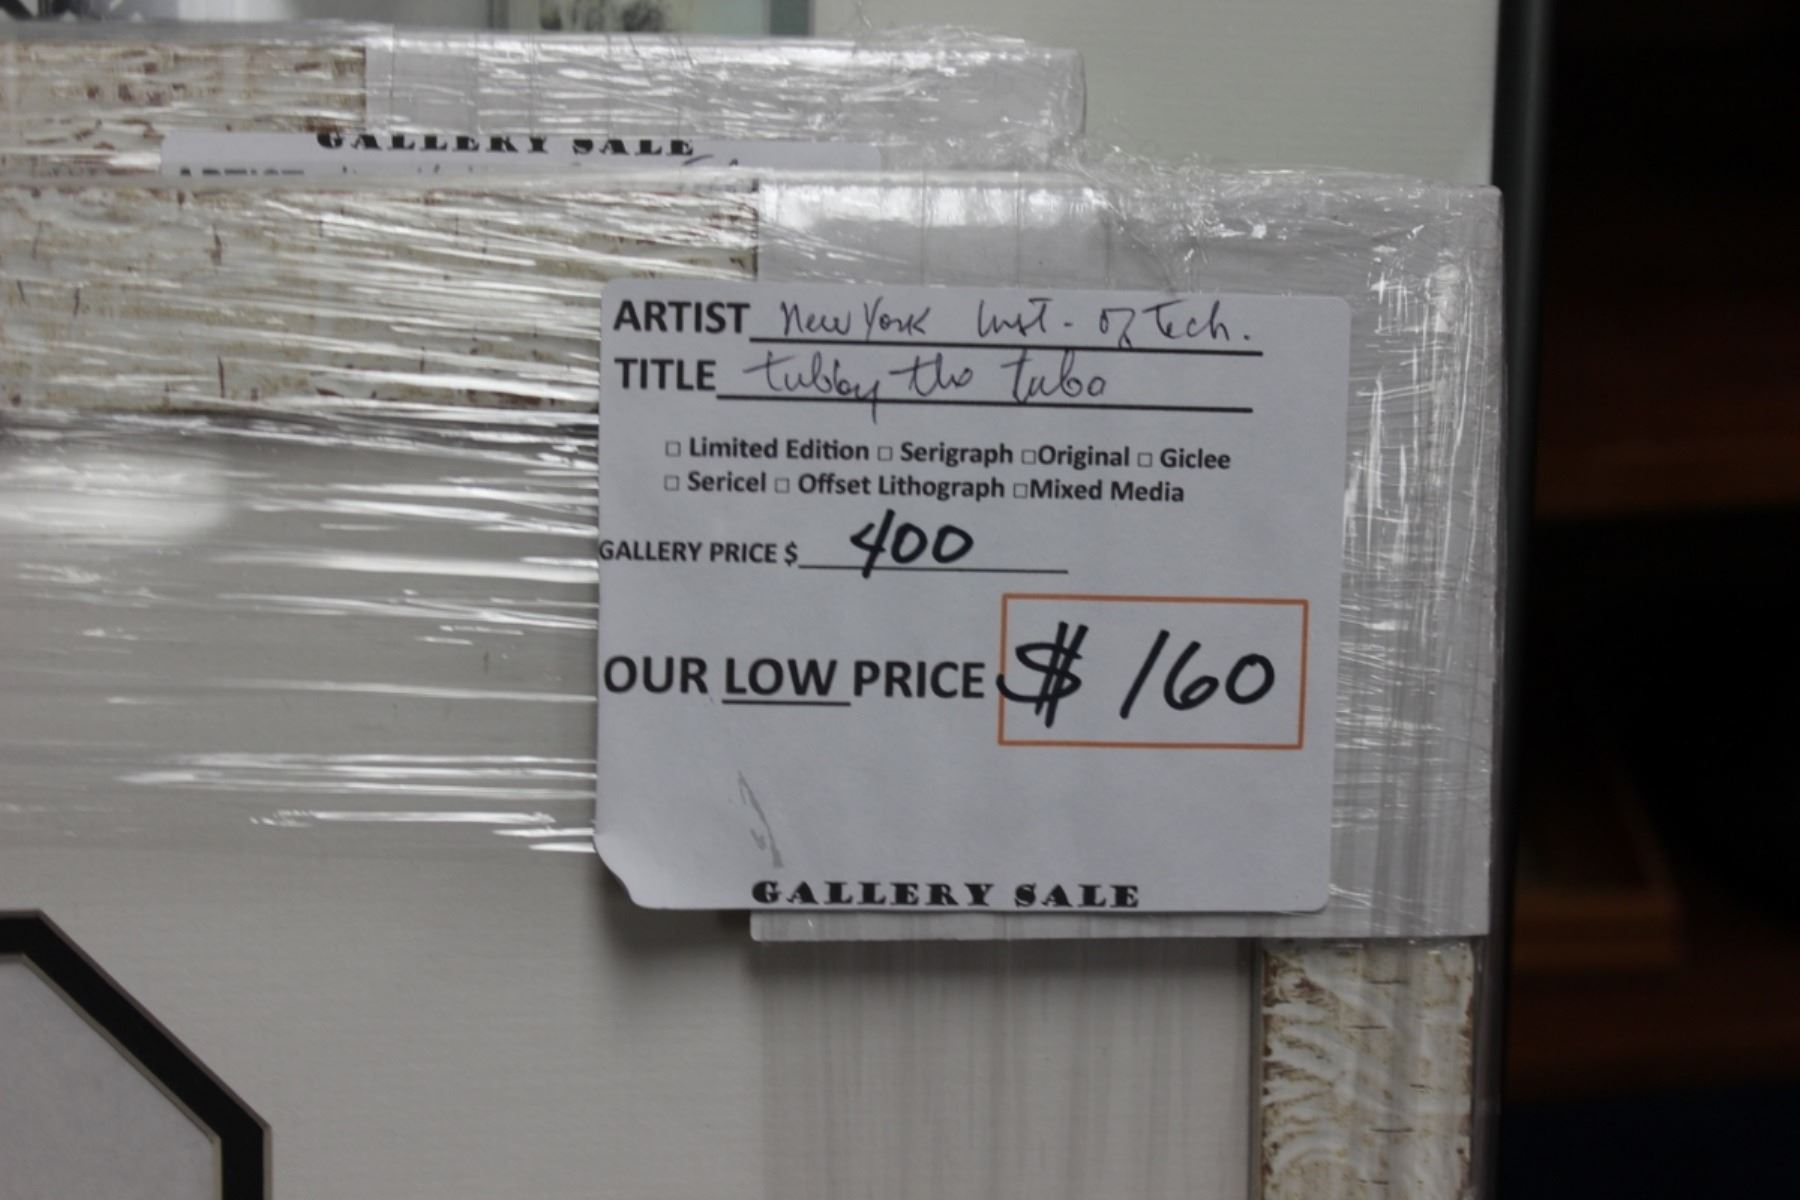 GALLERY SALE
ARTIST
ARTIST New York Inst. of Tech.
TITLE tubby the tuba
□ Limited Edition □ Serigraph □Original □ Giclee
□ Sericel □ Offset Lithograph □Mixed Media
GALLERY PRICE $ 400
OUR LOW PRICE $ 160
GALLERY SALE